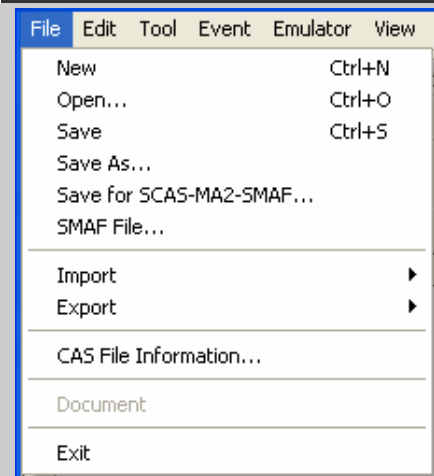 File Edit Tool Event Emulator View
New Ctrl+N
Open... Ctrl+O
Save Ctrl+S
Save As...
Save for SCAS-MA2-SMAF...
SMAF File...
Import
Export
CAS File Information...
Document
Exit